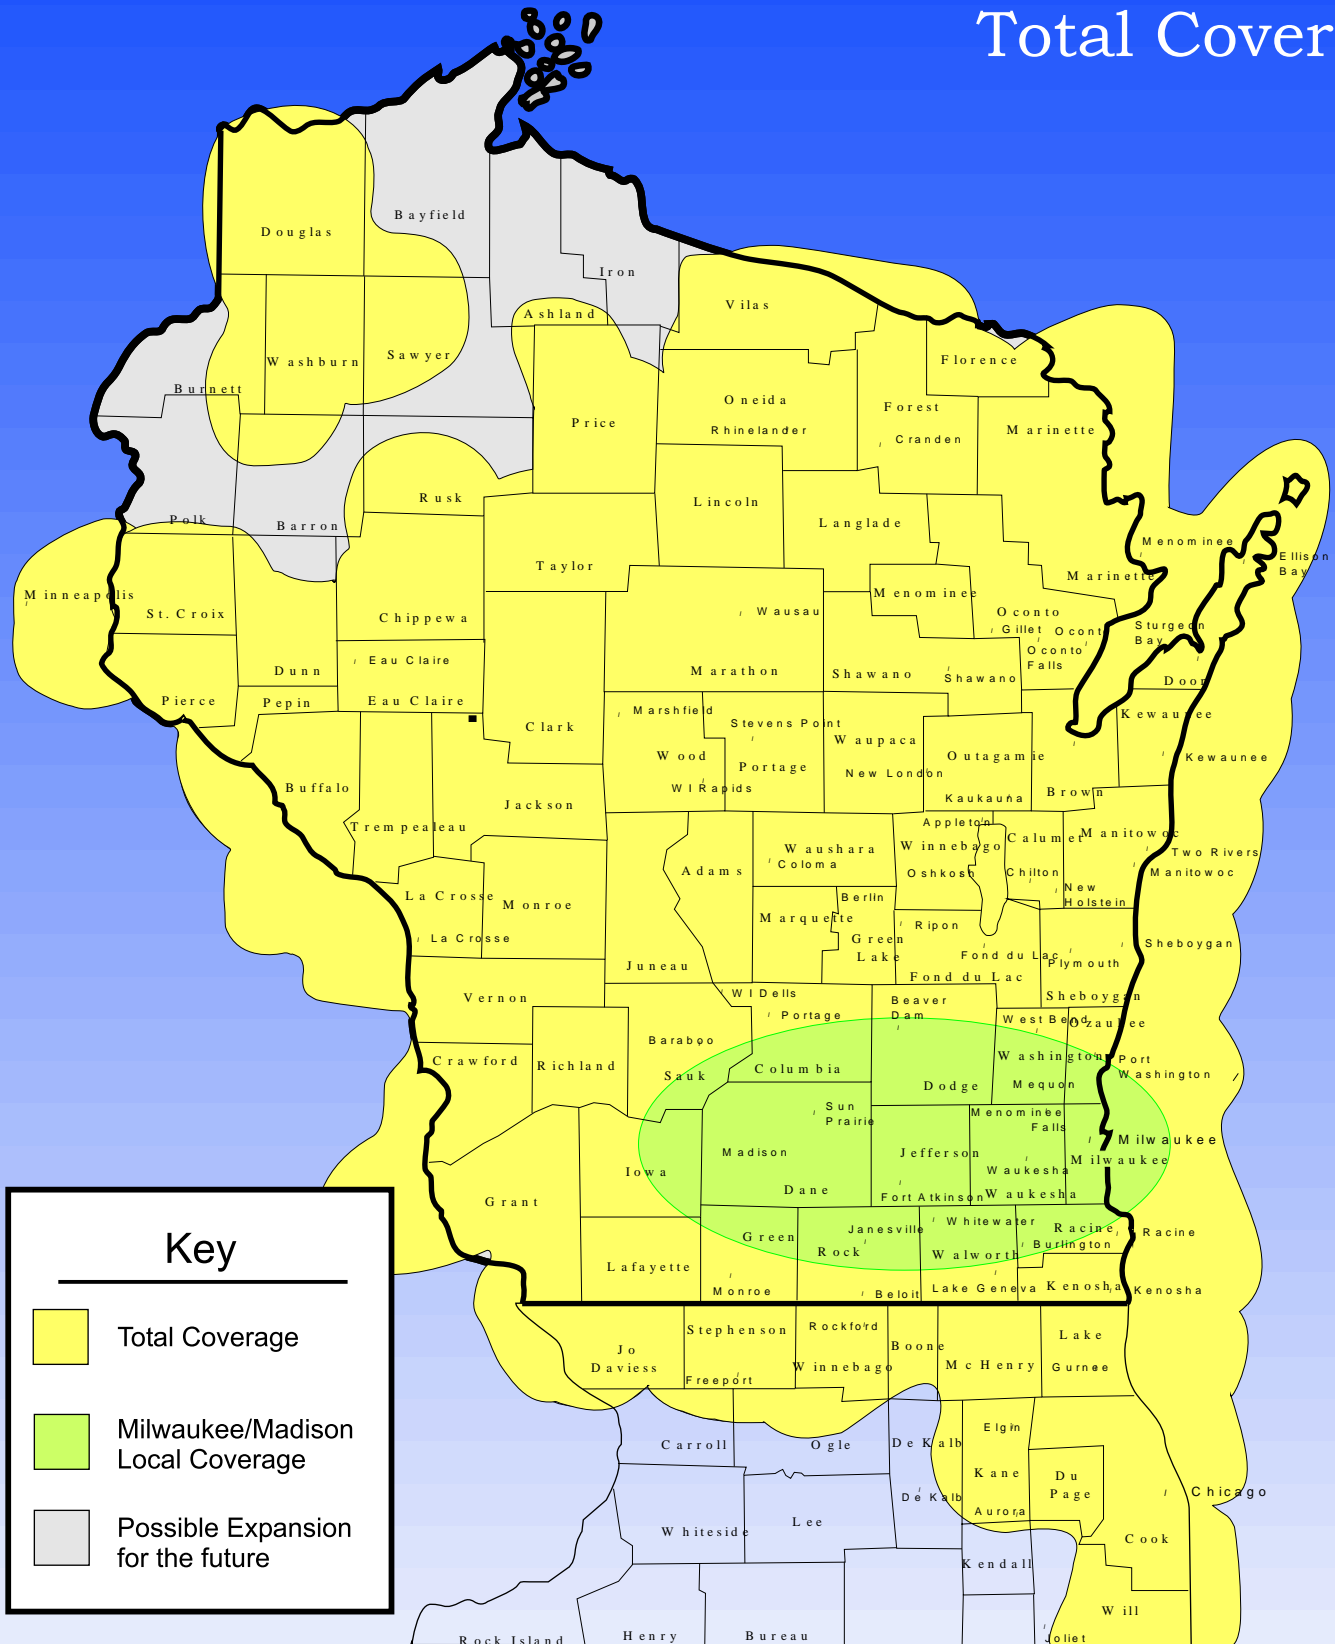 Total Cover
Bayfield
Douglas
Iron
Vilas
Ashland
Sawyer
Washburn
Florence
Burnett
Oneida
Forest
Price
Rhinelander
Marinette
Cranden
Rusk
Lincoln
Polk
Barron
Langlade
Menominee
Ellison
Bay
Taylor
Marinette
Minneapolis
Menominee
St. Croix
Wausau
Oconto
Chippewa
Gillet
Oconto
Sturgeon
Bay
Oconto
Falls
Eau Claire
Dunn
Marathon
Shawano
Shawano
Door
Pierce
Pepin
Eau Claire
Marshfield
Kewaunee
Clark
Stevens Point
Waupaca
Wood
Outagamie
Kewaunee
Portage
New London
Buffalo
WI Rapids
Brown
Kaukauna
Jackson
Appleton
Trempealeau
Calumet
Manitowoc
Waushara
Winnebago
Two Rivers
Coloma
Adams
Oshkosh
Chilton
Manitowoc
La Crosse
Berlin
New
Holstein
Monroe
Marquette
Ripon
La Crosse
Green
Lake
Sheboygan
Fond du Lac
Plymouth
Juneau
Fond du Lac
Vernon
WI Dells
Beaver
Dam
Sheboygan
Portage
West Bend
Ozaukee
Baraboo
Crawford
Richland
Washington
Port
Washington
Columbia
Sauk
Dodge
Mequon
Sun
Prairie
Menominee
Falls
Milwaukee
Madison
Jefferson
Milwaukee
Iowa
Waukesha
Dane
Grant
Fort Atkinson
Waukesha
Whitewater
Janesville
Racine
Racine
Green
Burlington
Rock
Walworth
Lafayette
Monroe
Beloit
Lake Geneva
Kenosha
Kenosha
Key
Total Coverage
Milwaukee/Madison
Local Coverage
Possible Expansion
for the future
Stephenson
Rockford
Lake
Boone
Jo
Daviess
Winnebago
McHenry
Gurnee
Freeport
Elgin
Carroll
Ogle
De Kalb
Kane
Du
Page
De Kalb
Chicago
Aurora
Whiteside
Lee
Cook
Kendall
Will
Rock Island
Henry
Bureau
Joliet